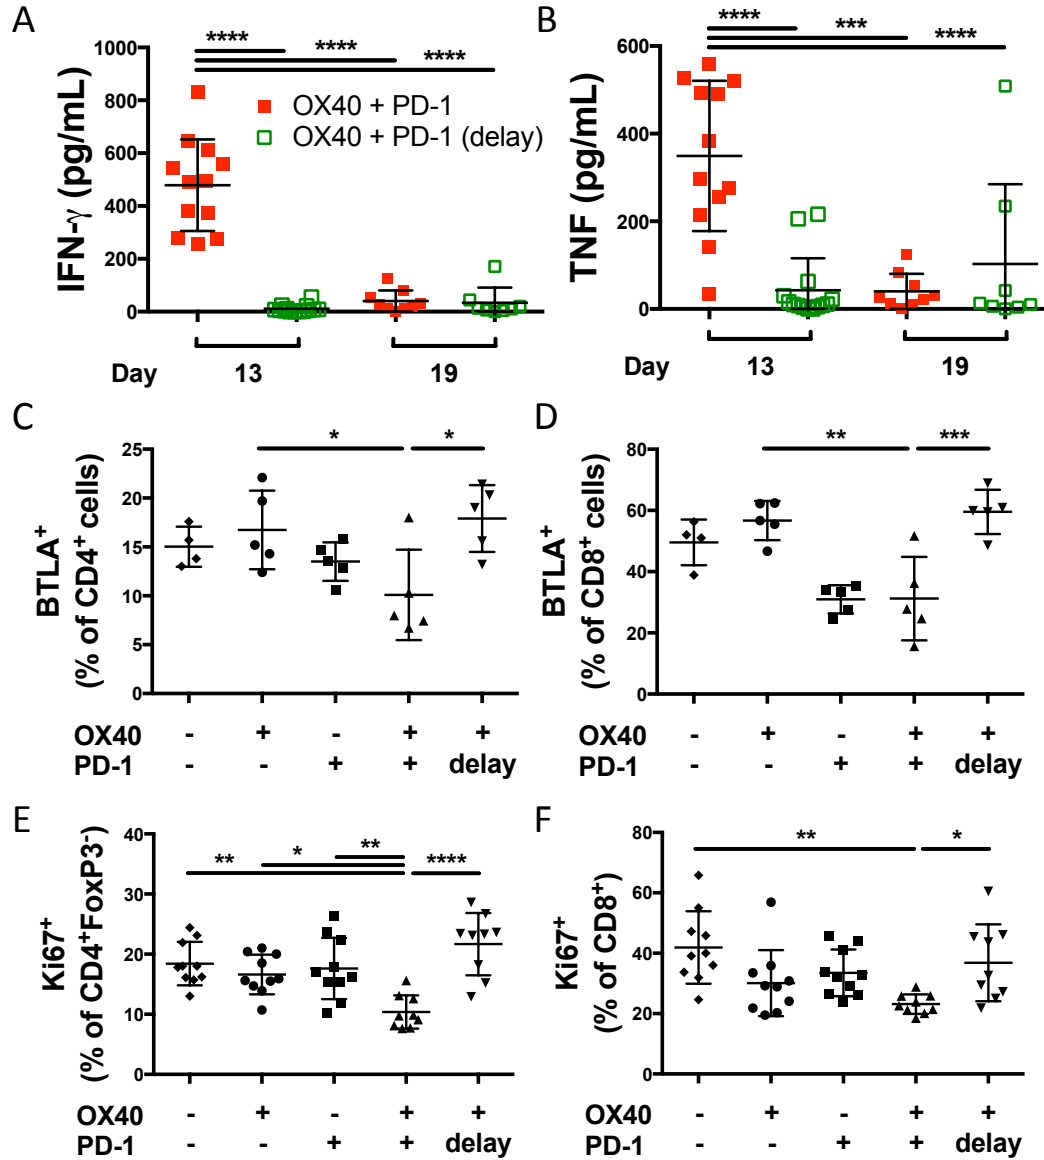 A
IFN-γ (pg/mL)
1000
800
600
400
200
0
****
****
****
OX40 + PD-1
OX40 + PD-1 (delay)
Day 13 19
B
TNF (pg/mL)
600
400
200
0
****
***
****
Day 13 19
C
BTLA+
(% of CD4+ cells)
25
20
15
10
5
0
* *
OX40 - + - + +
PD-1 - - + + delay
D
BTLA+
(% of CD8+ cells)
80
60
40
20
0
** ***
OX40 - + - + +
PD-1 - - + + delay
E
Ki67+
(% of CD4+FoxP3-)
40
30
20
10
0
** * ** ****
OX40 - + - + +
PD-1 - - + + delay
F
Ki67+
(% of CD8+)
80
60
40
20
0
** *
OX40 - + - + +
PD-1 - - + + delay